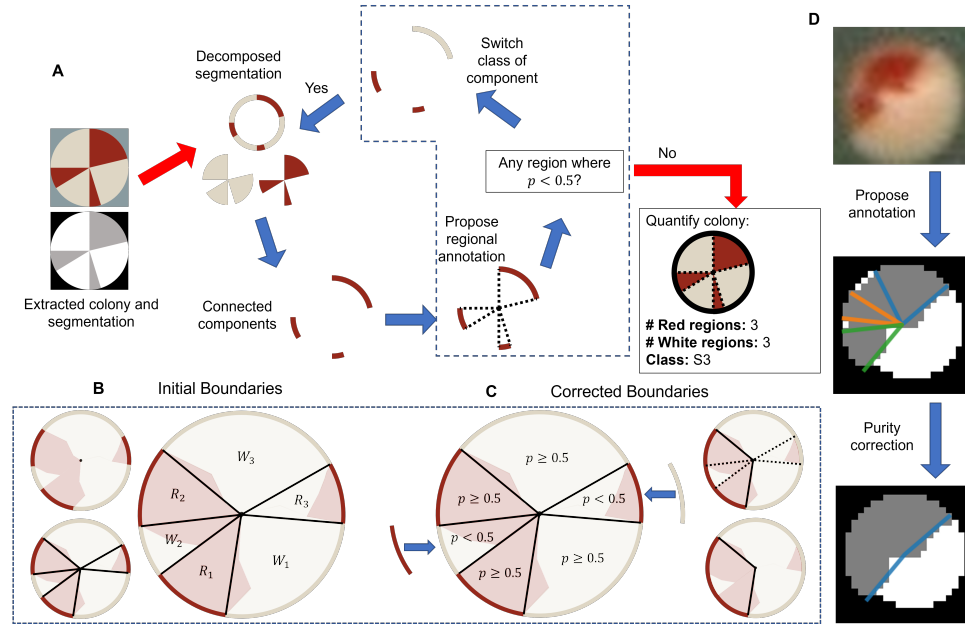 A
Extracted colony and
segmentation
Decomposed
segmentation
Yes
Switch
class of
component
Connected
components
Propose
regional
annotation
Any region where
p < 0.5?
No
Quantify colony:
# Red regions: 3
# White regions: 3
Class: S3
B
Initial Boundaries
W₃
R₂
R₃
W₂
R₁
W₁
C
Corrected Boundaries
p ≥ 0.5
p ≥ 0.5
p < 0.5
p < 0.5
p ≥ 0.5
p ≥ 0.5
D
Propose
annotation
Purity
correction